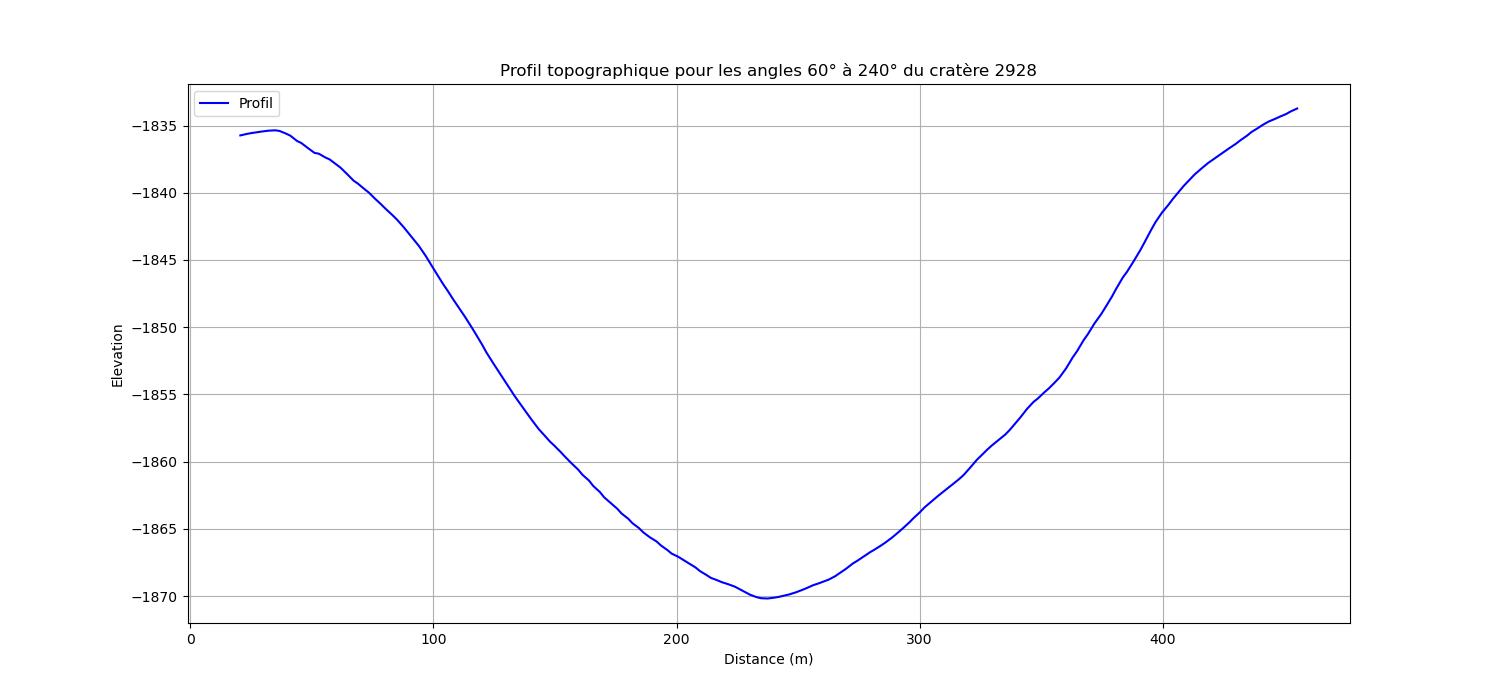 Profil topographique pour les angles 60° à 240° du cratère 2928
Profil
−1835
−1840
−1845
−1850
−1855
−1860
−1865
−1870
Elevation
0 100 200 300 400
Distance (m)